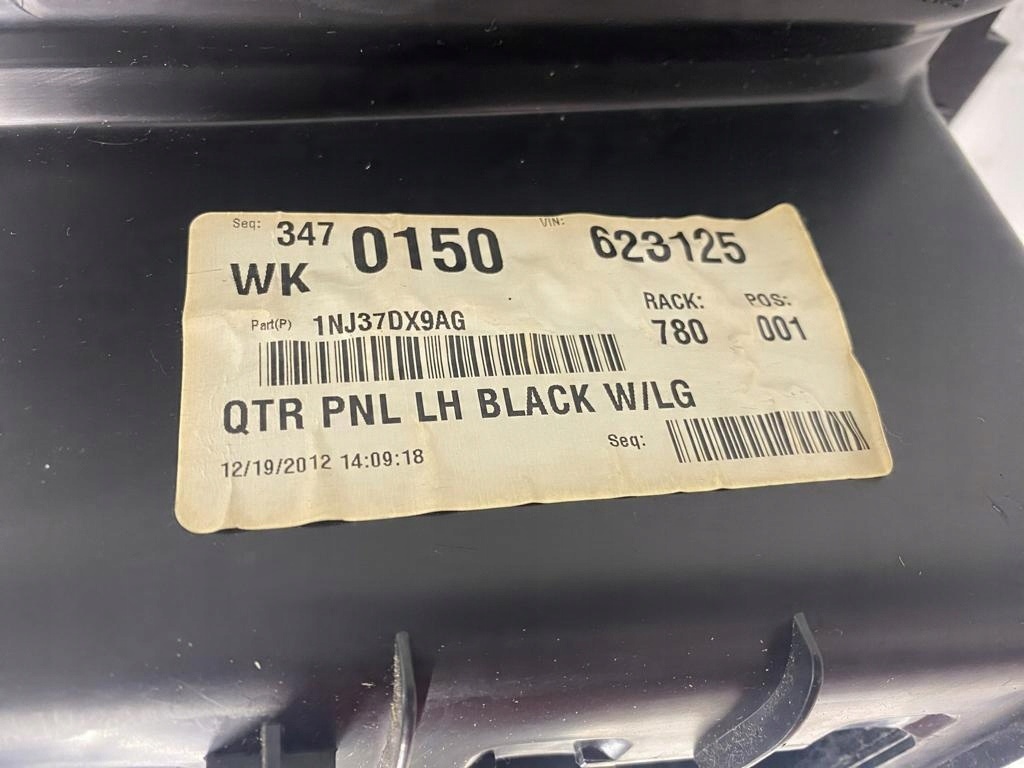 Seq: 347 0150 VIN: 623125
WK
Part(P) 1NJ37DX9AG RACK: POS:
780 001
QTR PNL LH BLACK W/LG
Seq:
12/19/2012 14:09:18